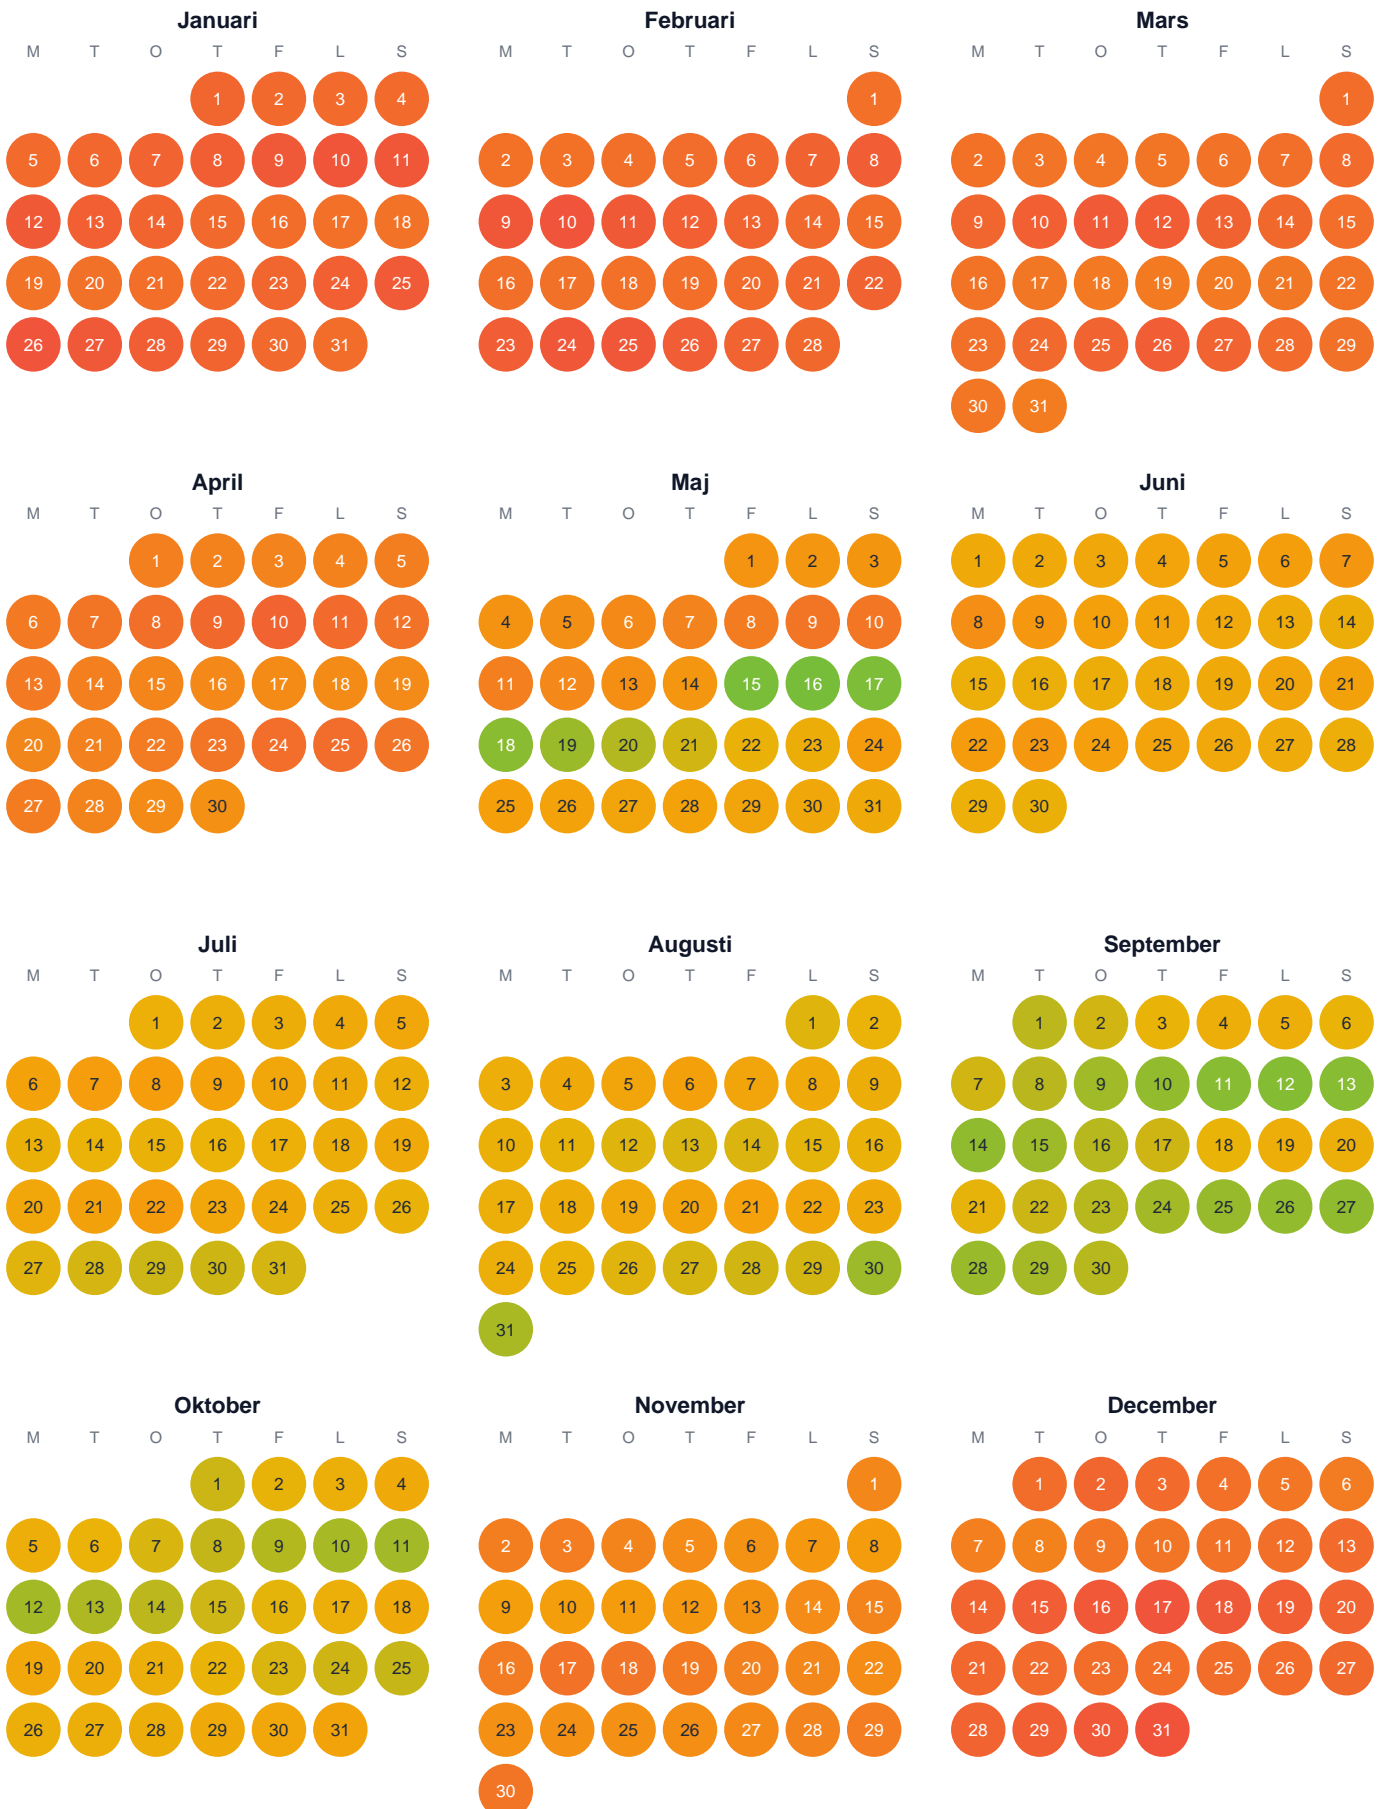 Januari Februari Mars
M T O T F L S M T O T F L S M T O T F L S
1 2 3 4 1 1
5 6 7 8 9 10 11 2 3 4 5 6 7 8 2 3 4 5 6 7 8
12 13 14 15 16 17 18 9 10 11 12 13 14 15 9 10 11 12 13 14 15
19 20 21 22 23 24 25 16 17 18 19 20 21 22 16 17 18 19 20 21 22
26 27 28 29 30 31 23 24 25 26 27 28 23 24 25 26 27 28 29
30 31
April Maj Juni
M T O T F L S M T O T F L S M T O T F L S
1 2 3 4 5 1 2 3 1 2 3 4 5 6 7
6 7 8 9 10 11 12 4 5 6 7 8 9 10 8 9 10 11 12 13 14
13 14 15 16 17 18 19 11 12 13 14 15 16 17 15 16 17 18 19 20 21
20 21 22 23 24 25 26 18 19 20 21 22 23 24 22 23 24 25 26 27 28
27 28 29 30 25 26 27 28 29 30 31 29 30
Juli Augusti September
M T O T F L S M T O T F L S M T O T F L S
1 2 3 4 5 1 2 1 2 3 4 5 6
6 7 8 9 10 11 12 3 4 5 6 7 8 9 7 8 9 10 11 12 13
13 14 15 16 17 18 19 10 11 12 13 14 15 16 14 15 16 17 18 19 20
20 21 22 23 24 25 26 17 18 19 20 21 22 23 21 22 23 24 25 26 27
27 28 29 30 31 24 25 26 27 28 29 30 28 29 30
31
Oktober November December
M T O T F L S M T O T F L S M T O T F L S
1 2 3 4 1 1 2 3 4 5 6
5 6 7 8 9 10 11 2 3 4 5 6 7 8 7 8 9 10 11 12 13
12 13 14 15 16 17 18 9 10 11 12 13 14 15 14 15 16 17 18 19 20
19 20 21 22 23 24 25 16 17 18 19 20 21 22 21 22 23 24 25 26 27
26 27 28 29 30 31 23 24 25 26 27 28 29 28 29 30 31
30